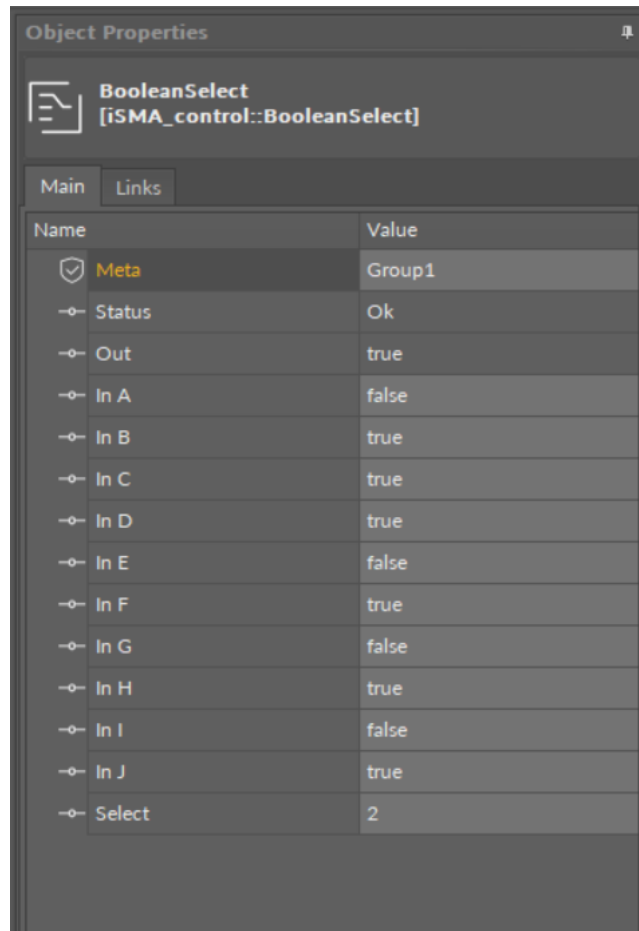 Object Properties
BooleanSelect
[iSMA_control::BooleanSelect]
Main Links
Name Value
Meta Group1
Status Ok
Out true
In A false
In B true
In C true
In D true
In E false
In F true
In G false
In H true
In I false
In J true
Select 2